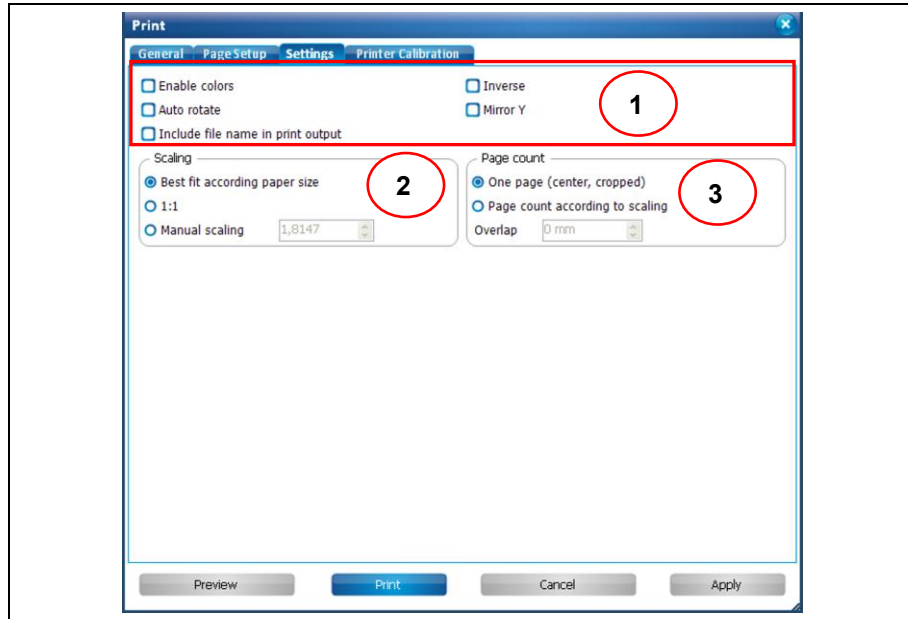 Print
General Page Setup Settings Printer Calibration
Enable colors
Inverse
Auto rotate
Mirror Y
Include file name in print output
1
Scaling
Best fit according paper size
1:1
Manual scaling 1,8147
2
Page count
One page (center, cropped)
Page count according to scaling
Overlap 0 mm
3
Preview Print Cancel Apply